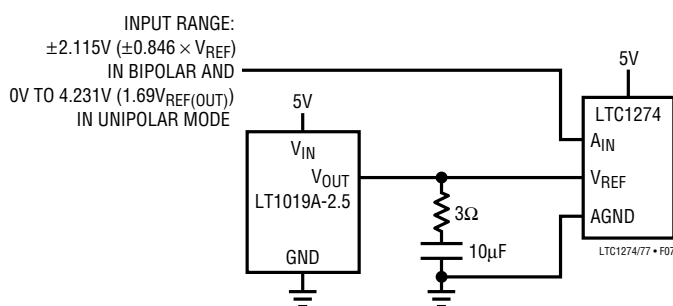 INPUT RANGE:
±2.115V (±0.846 × VREF)
IN BIPOLAR AND
0V TO 4.231V (1.69VREF(OUT))
IN UNIPOLAR MODE
5V
VIN
VOUT
LT1019A-2.5
GND
3Ω
10µF
5V
LTC1274
AIN
VREF
AGND
LTC1274/77 • F07